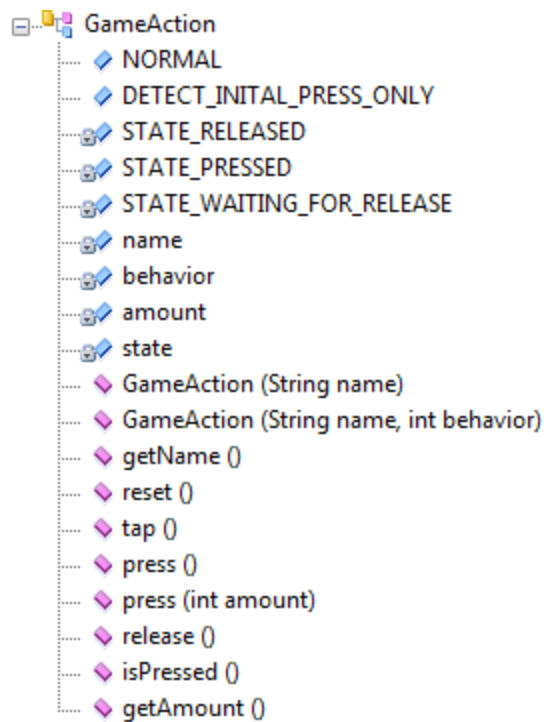 GameAction
NORMAL
DETECT_INITAL_PRESS_ONLY
STATE_RELEASED
STATE_PRESSED
STATE_WAITING_FOR_RELEASE
name
behavior
amount
state
GameAction (String name)
GameAction (String name, int behavior)
getName ()
reset ()
tap ()
press ()
press (int amount)
release ()
isPressed ()
getAmount ()